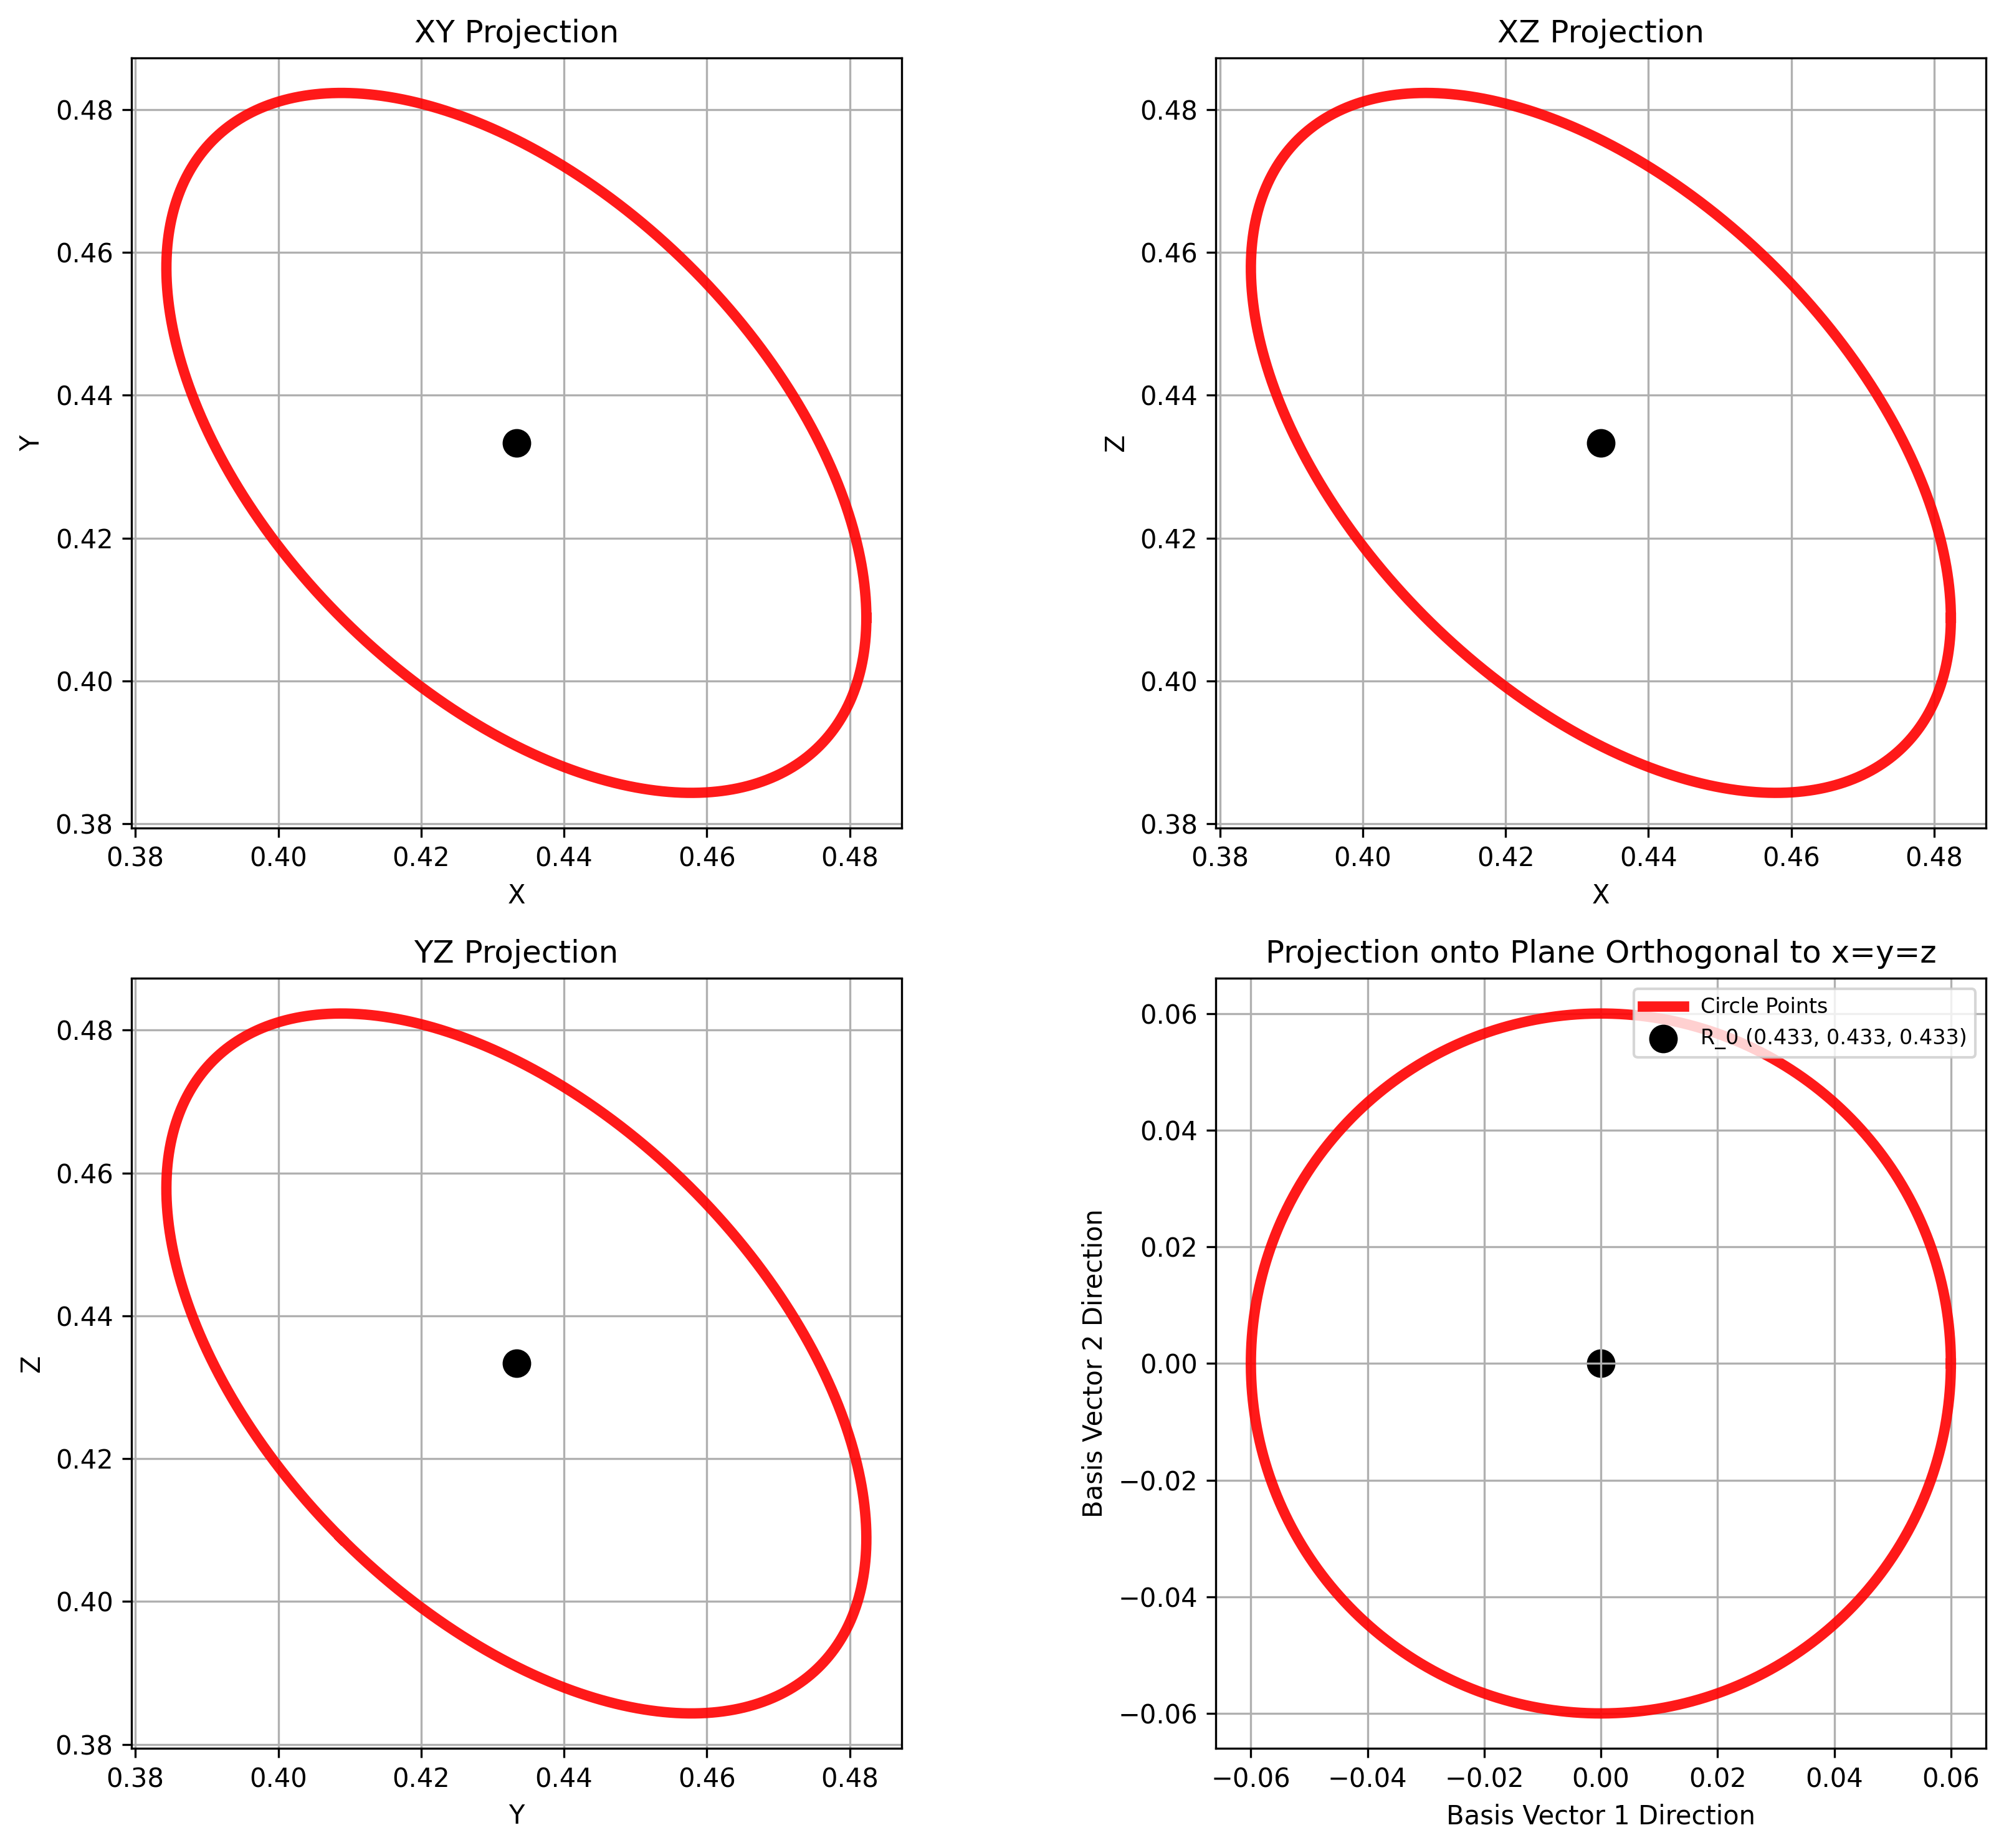 XY Projection
Y
0.48
0.46
0.44
0.42
0.40
0.38
0.38 0.40 0.42 0.44 0.46 0.48
X
XZ Projection
Z
0.48
0.46
0.44
0.42
0.40
0.38
0.38 0.40 0.42 0.44 0.46 0.48
X
YZ Projection
Z
0.48
0.46
0.44
0.42
0.40
0.38
0.38 0.40 0.42 0.44 0.46 0.48
Y
Projection onto Plane Orthogonal to x=y=z
Circle Points
R_0 (0.433, 0.433, 0.433)
Basis Vector 2 Direction
0.06
0.04
0.02
0.00
−0.02
−0.04
−0.06
−0.06 −0.04 −0.02 0.00 0.02 0.04 0.06
Basis Vector 1 Direction